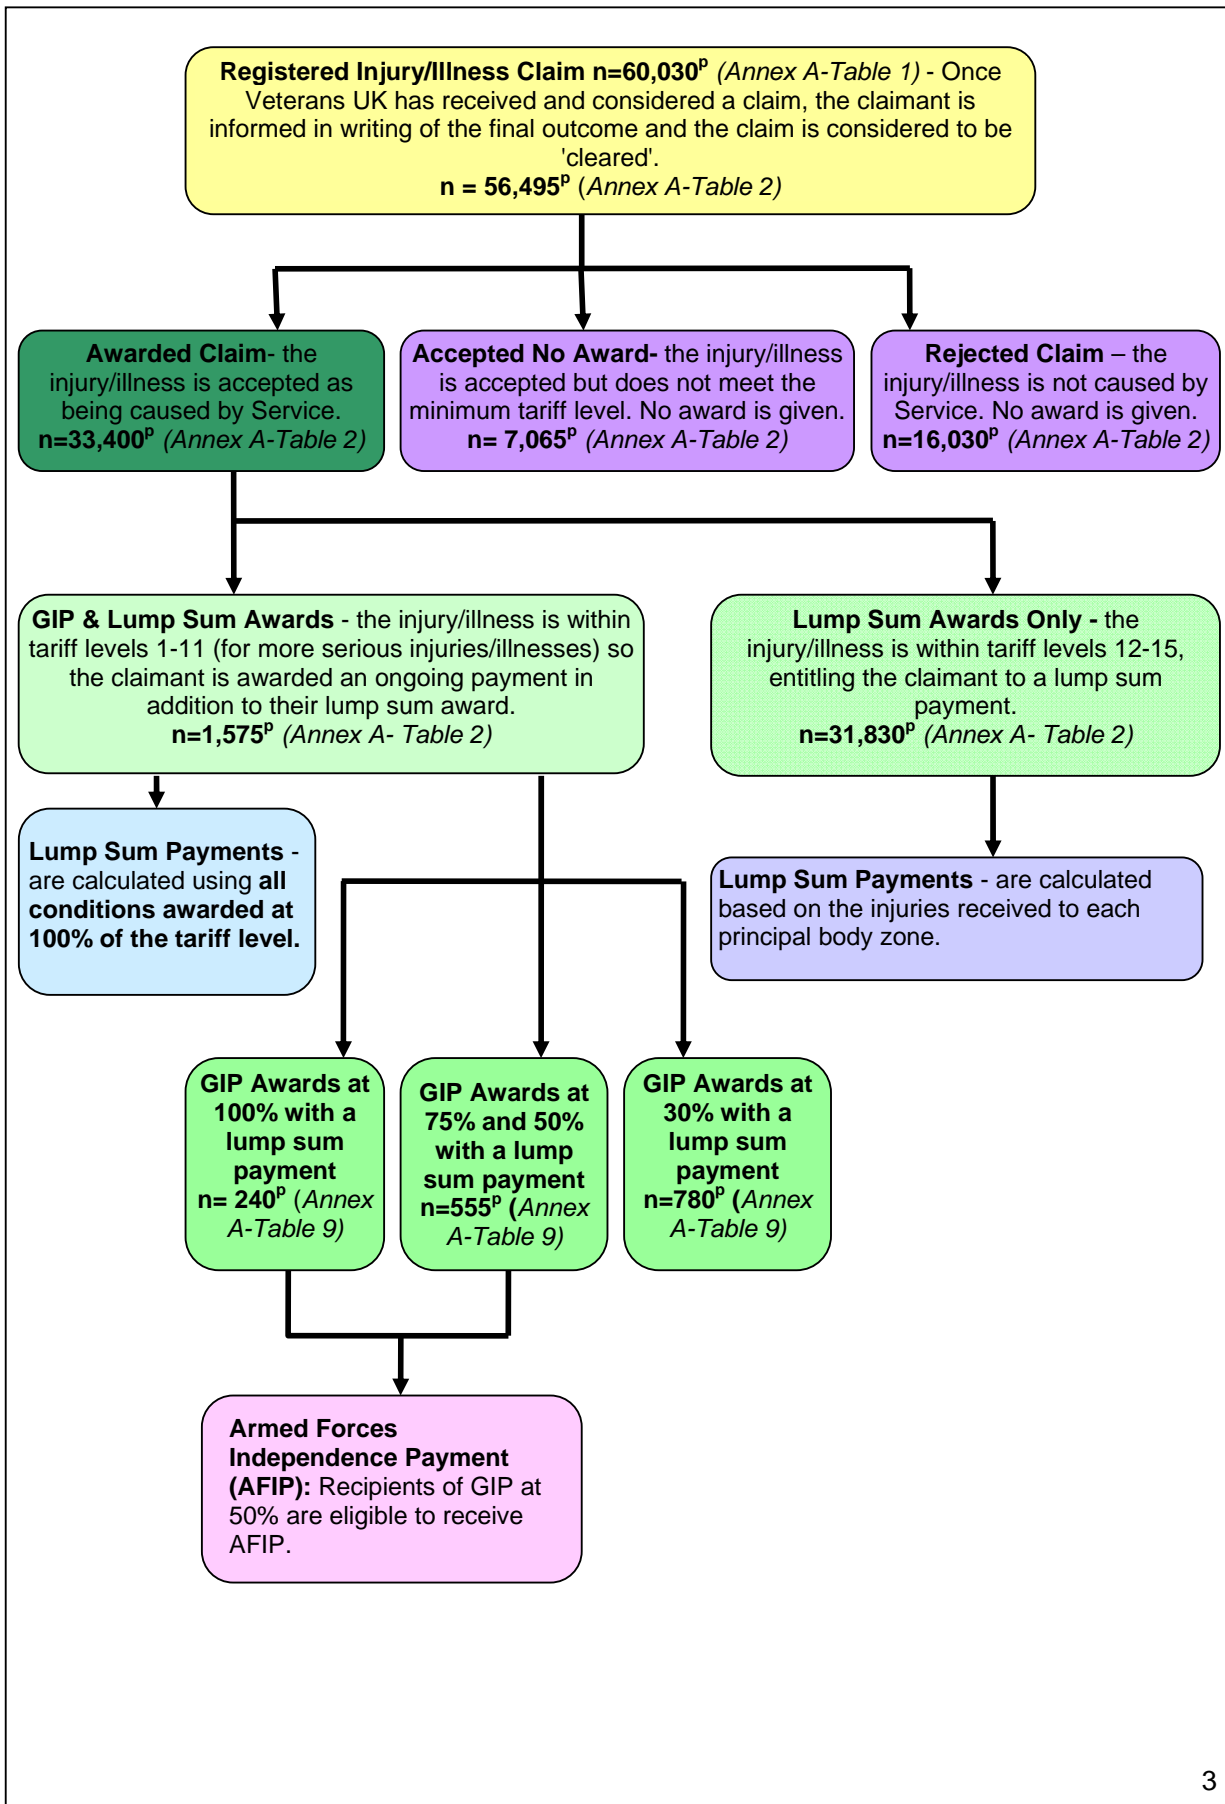 Registered Injury/Illness Claim n=60,030p (Annex A-Table 1) - Once
Veterans UK has received and considered a claim, the claimant is
informed in writing of the final outcome and the claim is considered to be
'cleared'.
n = 56,495p (Annex A-Table 2)
Awarded Claim- the
injury/illness is accepted as
being caused by Service.
n=33,400p (Annex A-Table 2)
Accepted No Award- the injury/illness
is accepted but does not meet the
minimum tariff level. No award is given.
n= 7,065p (Annex A-Table 2)
Rejected Claim – the
injury/illness is not caused by
Service. No award is given.
n=16,030p (Annex A-Table 2)
GIP & Lump Sum Awards - the injury/illness is within
tariff levels 1-11 (for more serious injuries/illnesses) so
the claimant is awarded an ongoing payment in
addition to their lump sum award.
n=1,575p (Annex A- Table 2)
Lump Sum Awards Only - the
injury/illness is within tariff levels 12-15,
entitling the claimant to a lump sum
payment.
n=31,830p (Annex A- Table 2)
Lump Sum Payments -
are calculated using all
conditions awarded at
100% of the tariff level.
Lump Sum Payments - are calculated
based on the injuries received to each
principal body zone.
GIP Awards at
100% with a
lump sum
payment
n= 240p (Annex
A-Table 9)
GIP Awards at
75% and 50%
with a lump
sum payment
n=555p (Annex
A-Table 9)
GIP Awards at
30% with a
lump sum
payment
n=780p (Annex
A-Table 9)
Armed Forces
Independence Payment
(AFIP): Recipients of GIP at
50% are eligible to receive
AFIP.
3